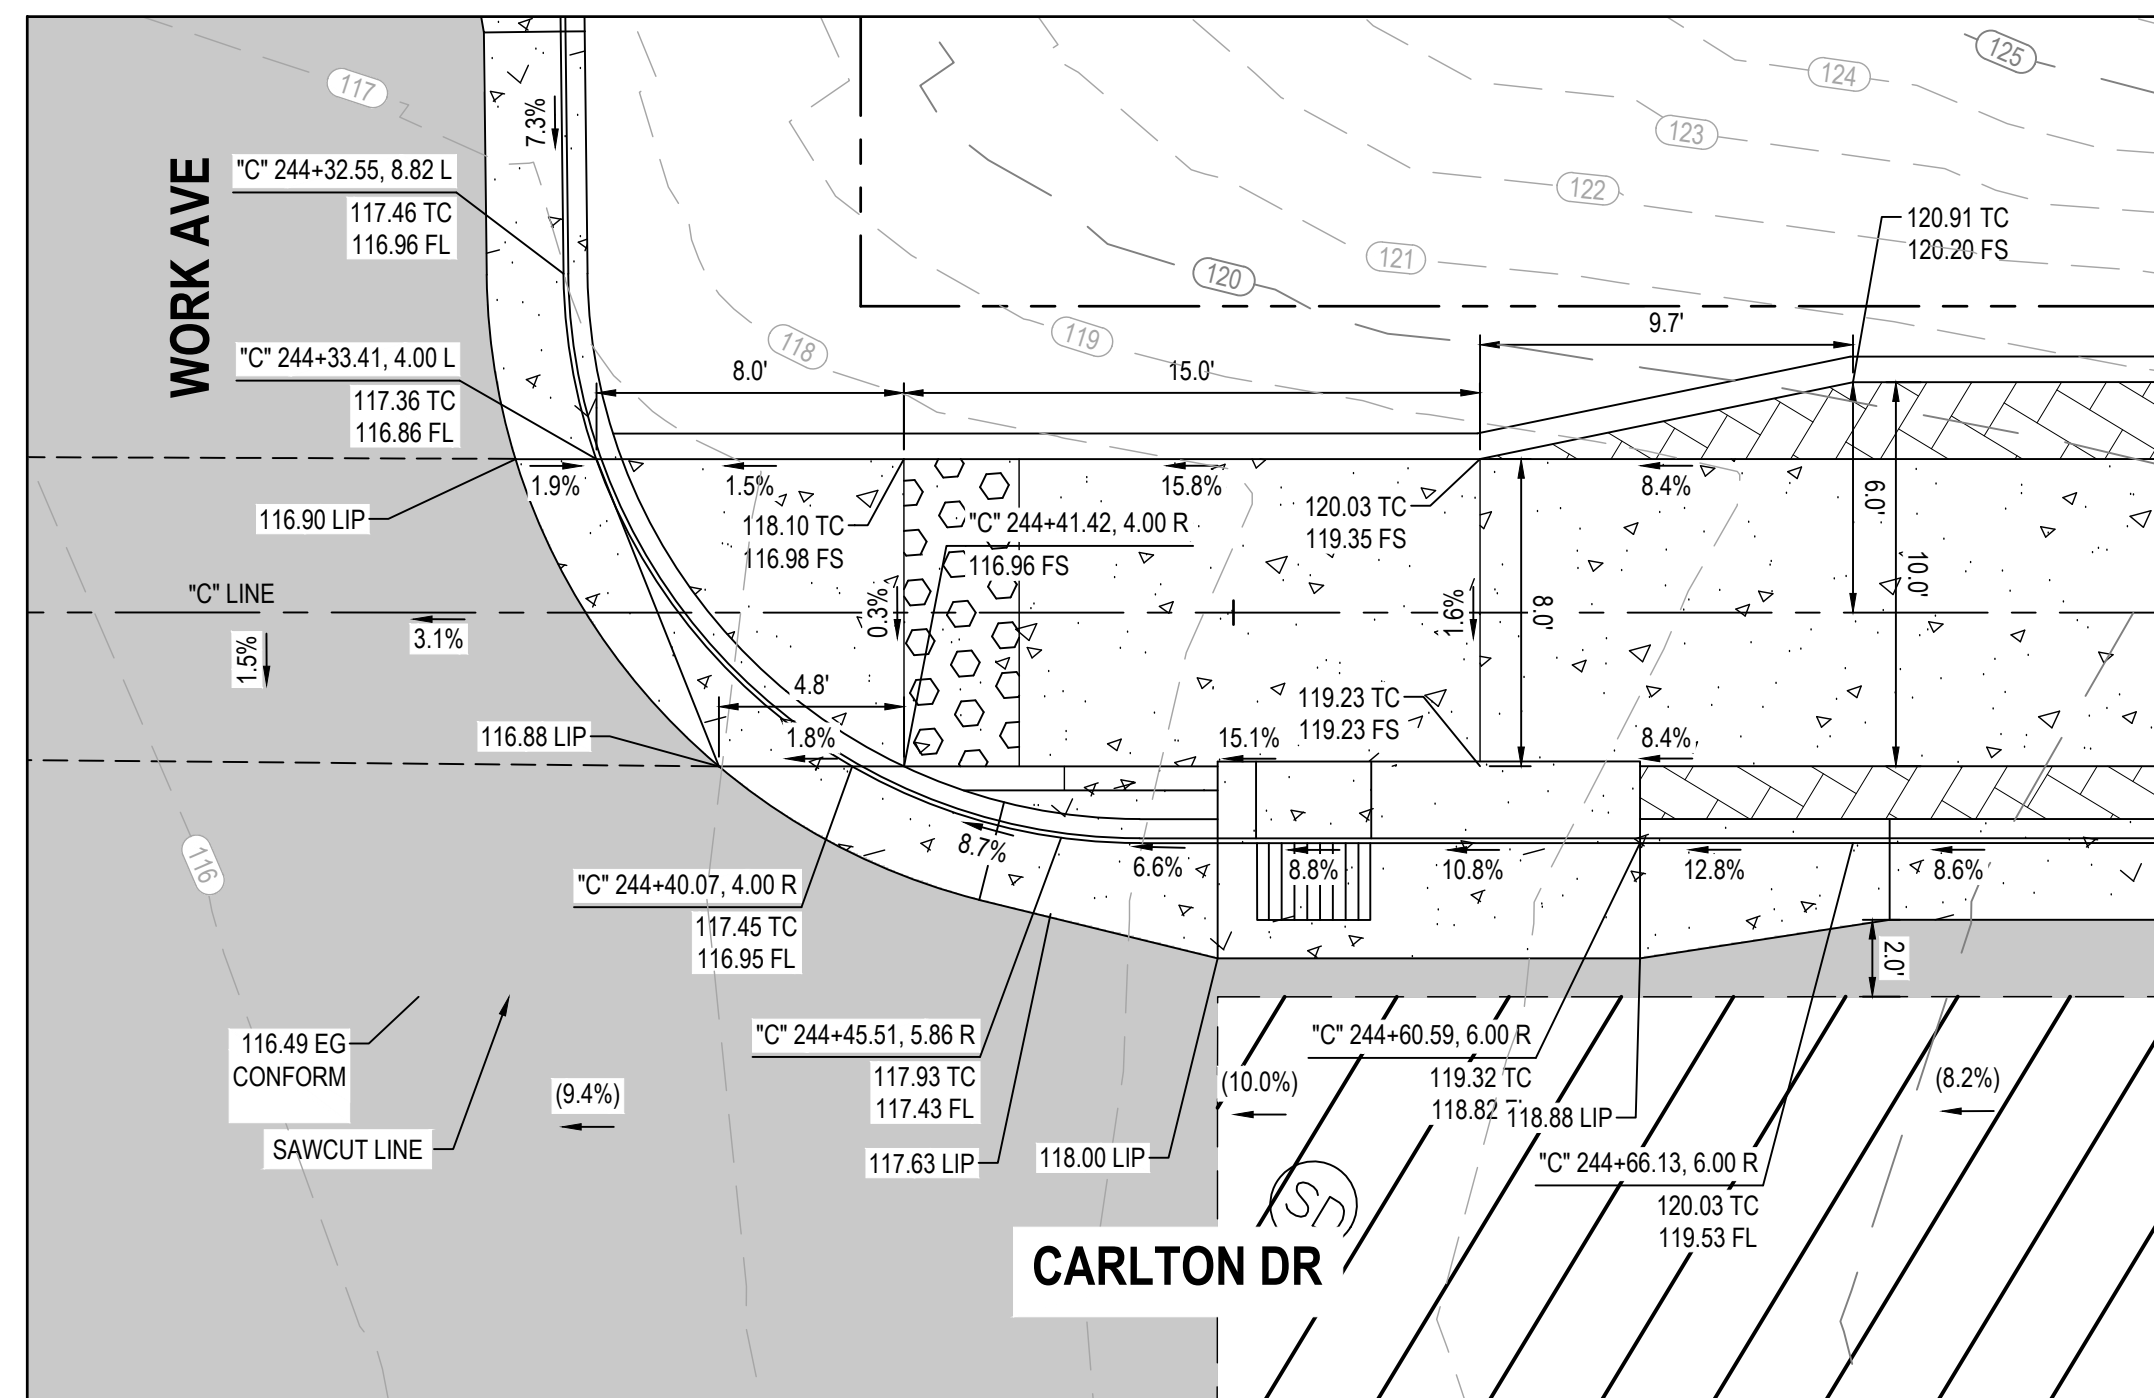 117
124
125
123
122
121
120
119
118
116
WORK AVE
7.3%
"C" 244+32.55, 8.82 L
117.46 TC
116.96 FL
"C" 244+33.41, 4.00 L
117.36 TC
116.86 FL
120.91 TC
120.20 FS
9.7'
8.0'
15.0'
1.9%
1.5%
15.8%
8.4%
6.0'
116.90 LIP
118.10 TC
116.98 FS
"C" 244+41.42, 4.00 R
116.96 FS
120.03 TC
119.35 FS
10.0'
"C" LINE
3.1%
1.5%
0.3%
1.9%
8.0'
4.8'
116.88 LIP
1.8%
119.23 TC
119.23 FS
15.1%
8.4%
8.7%
6.6%
8.8%
10.8%
12.8%
8.6%
"C" 244+40.07, 4.00 R
117.45 TC
116.95 FL
2.0'
116.49 EG
CONFORM
SAWCUT LINE
(9.4%)
"C" 244+45.51, 5.86 R
117.93 TC
117.43 FL
117.63 LIP
118.00 LIP
(10.0%)
"C" 244+60.59, 6.00 R
119.32 TC
118.82
118.88 LIP
(8.2%)
"C" 244+66.13, 6.00 R
120.03 TC
119.53 FL
SD
CARLTON DR